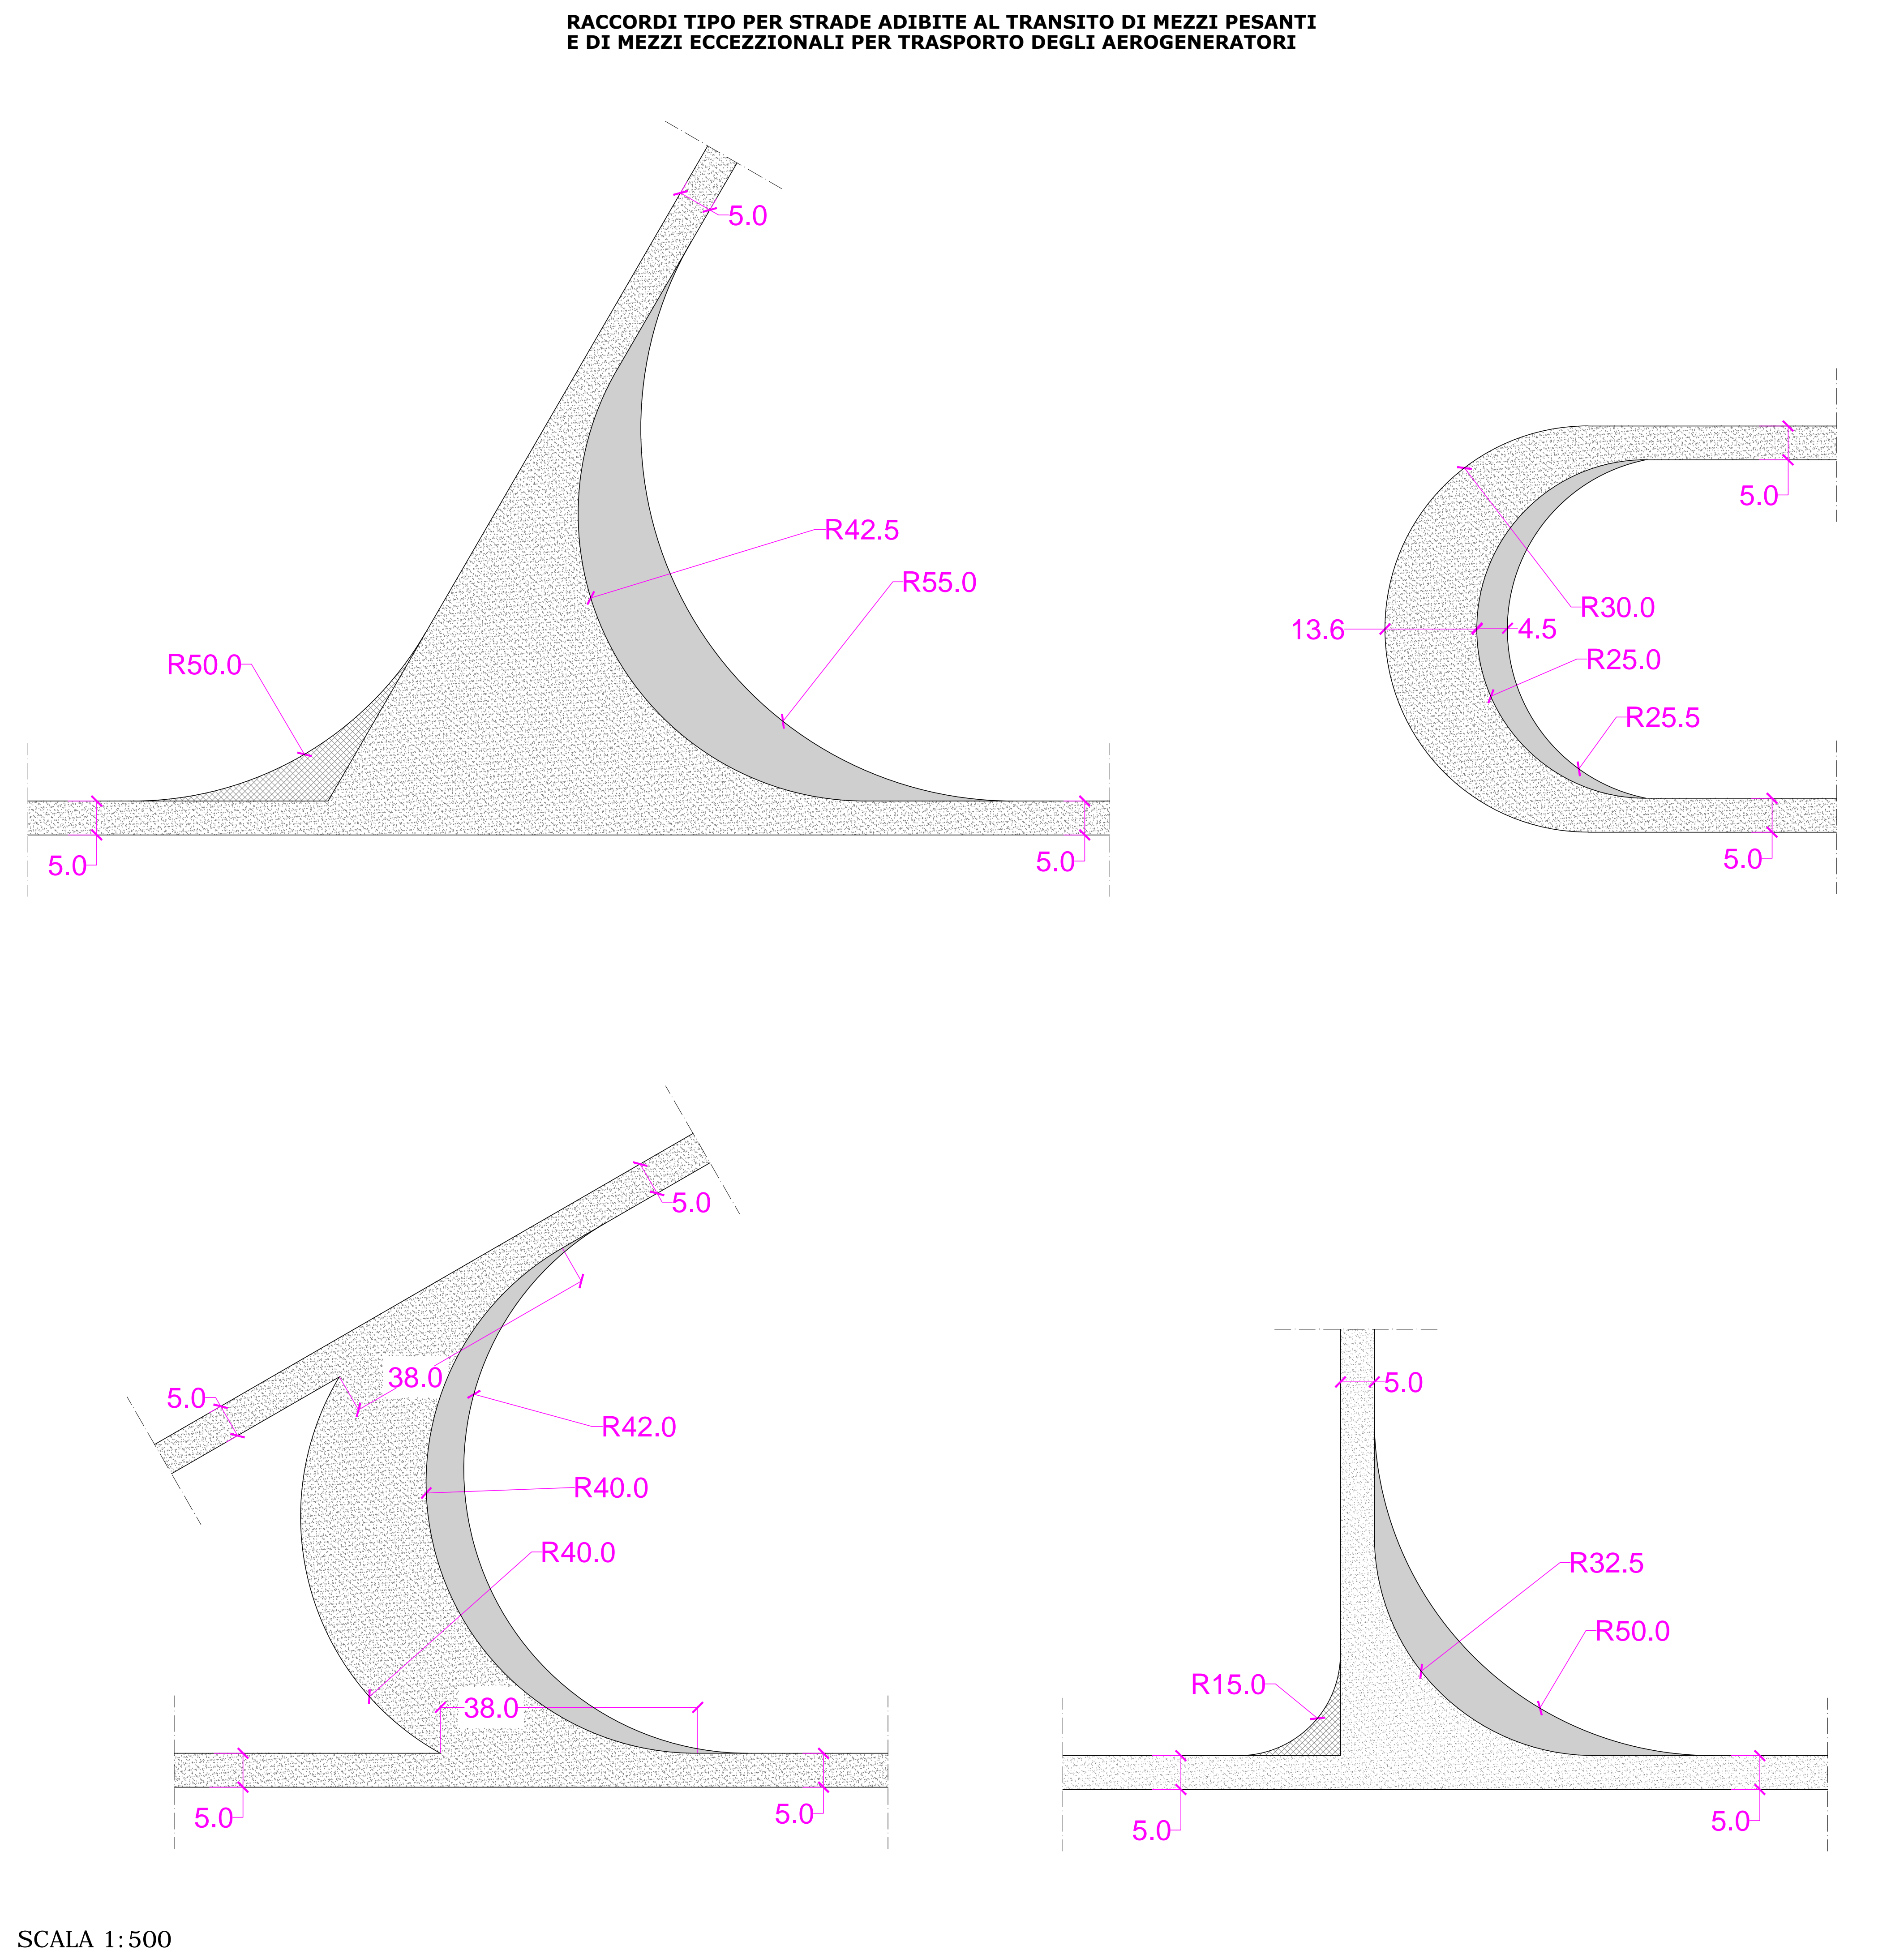 RACCORDI TIPO PER STRADE ADIBITE AL TRANSITO DI MEZZI PESANTI
E DI MEZZI ECCEZZIONALI PER TRASPORTO DEGLI AEROGENERATORI
5.0
R42.5
R55.0
R50.0
5.0
5.0
5.0
R30.0
13.6
4.5
R25.0
R25.5
5.0
5.0
5.0
38.0
R42.0
R40.0
R40.0
38.0
5.0
5.0
5.0
R32.5
R50.0
R15.0
5.0
5.0
SCALA 1:500